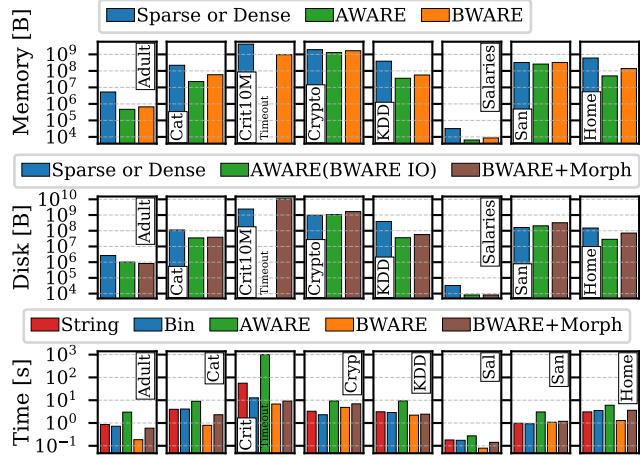 Sparse or Dense AWARE BWARE
Memory [B]
10^9
10^8
10^7
10^6
10^5
10^4
Adult
Cat
Crit10M
Timeout
Crypto
KDD
Salaries
San
Home
Sparse or Dense AWARE(BWARE IO) BWARE+Morph
Disk [B]
10^10
10^9
10^8
10^7
10^6
10^5
10^4
Adult
Cat
Crit10M
Timeout
Crypto
KDD
Salaries
San
Home
String Bin AWARE BWARE BWARE+Morph
Time [s]
10^3
10^2
10^1
10^0
10^-1
Adult
Cat
Crit
Timeout
Cryp
KDD
Sal
San
Home